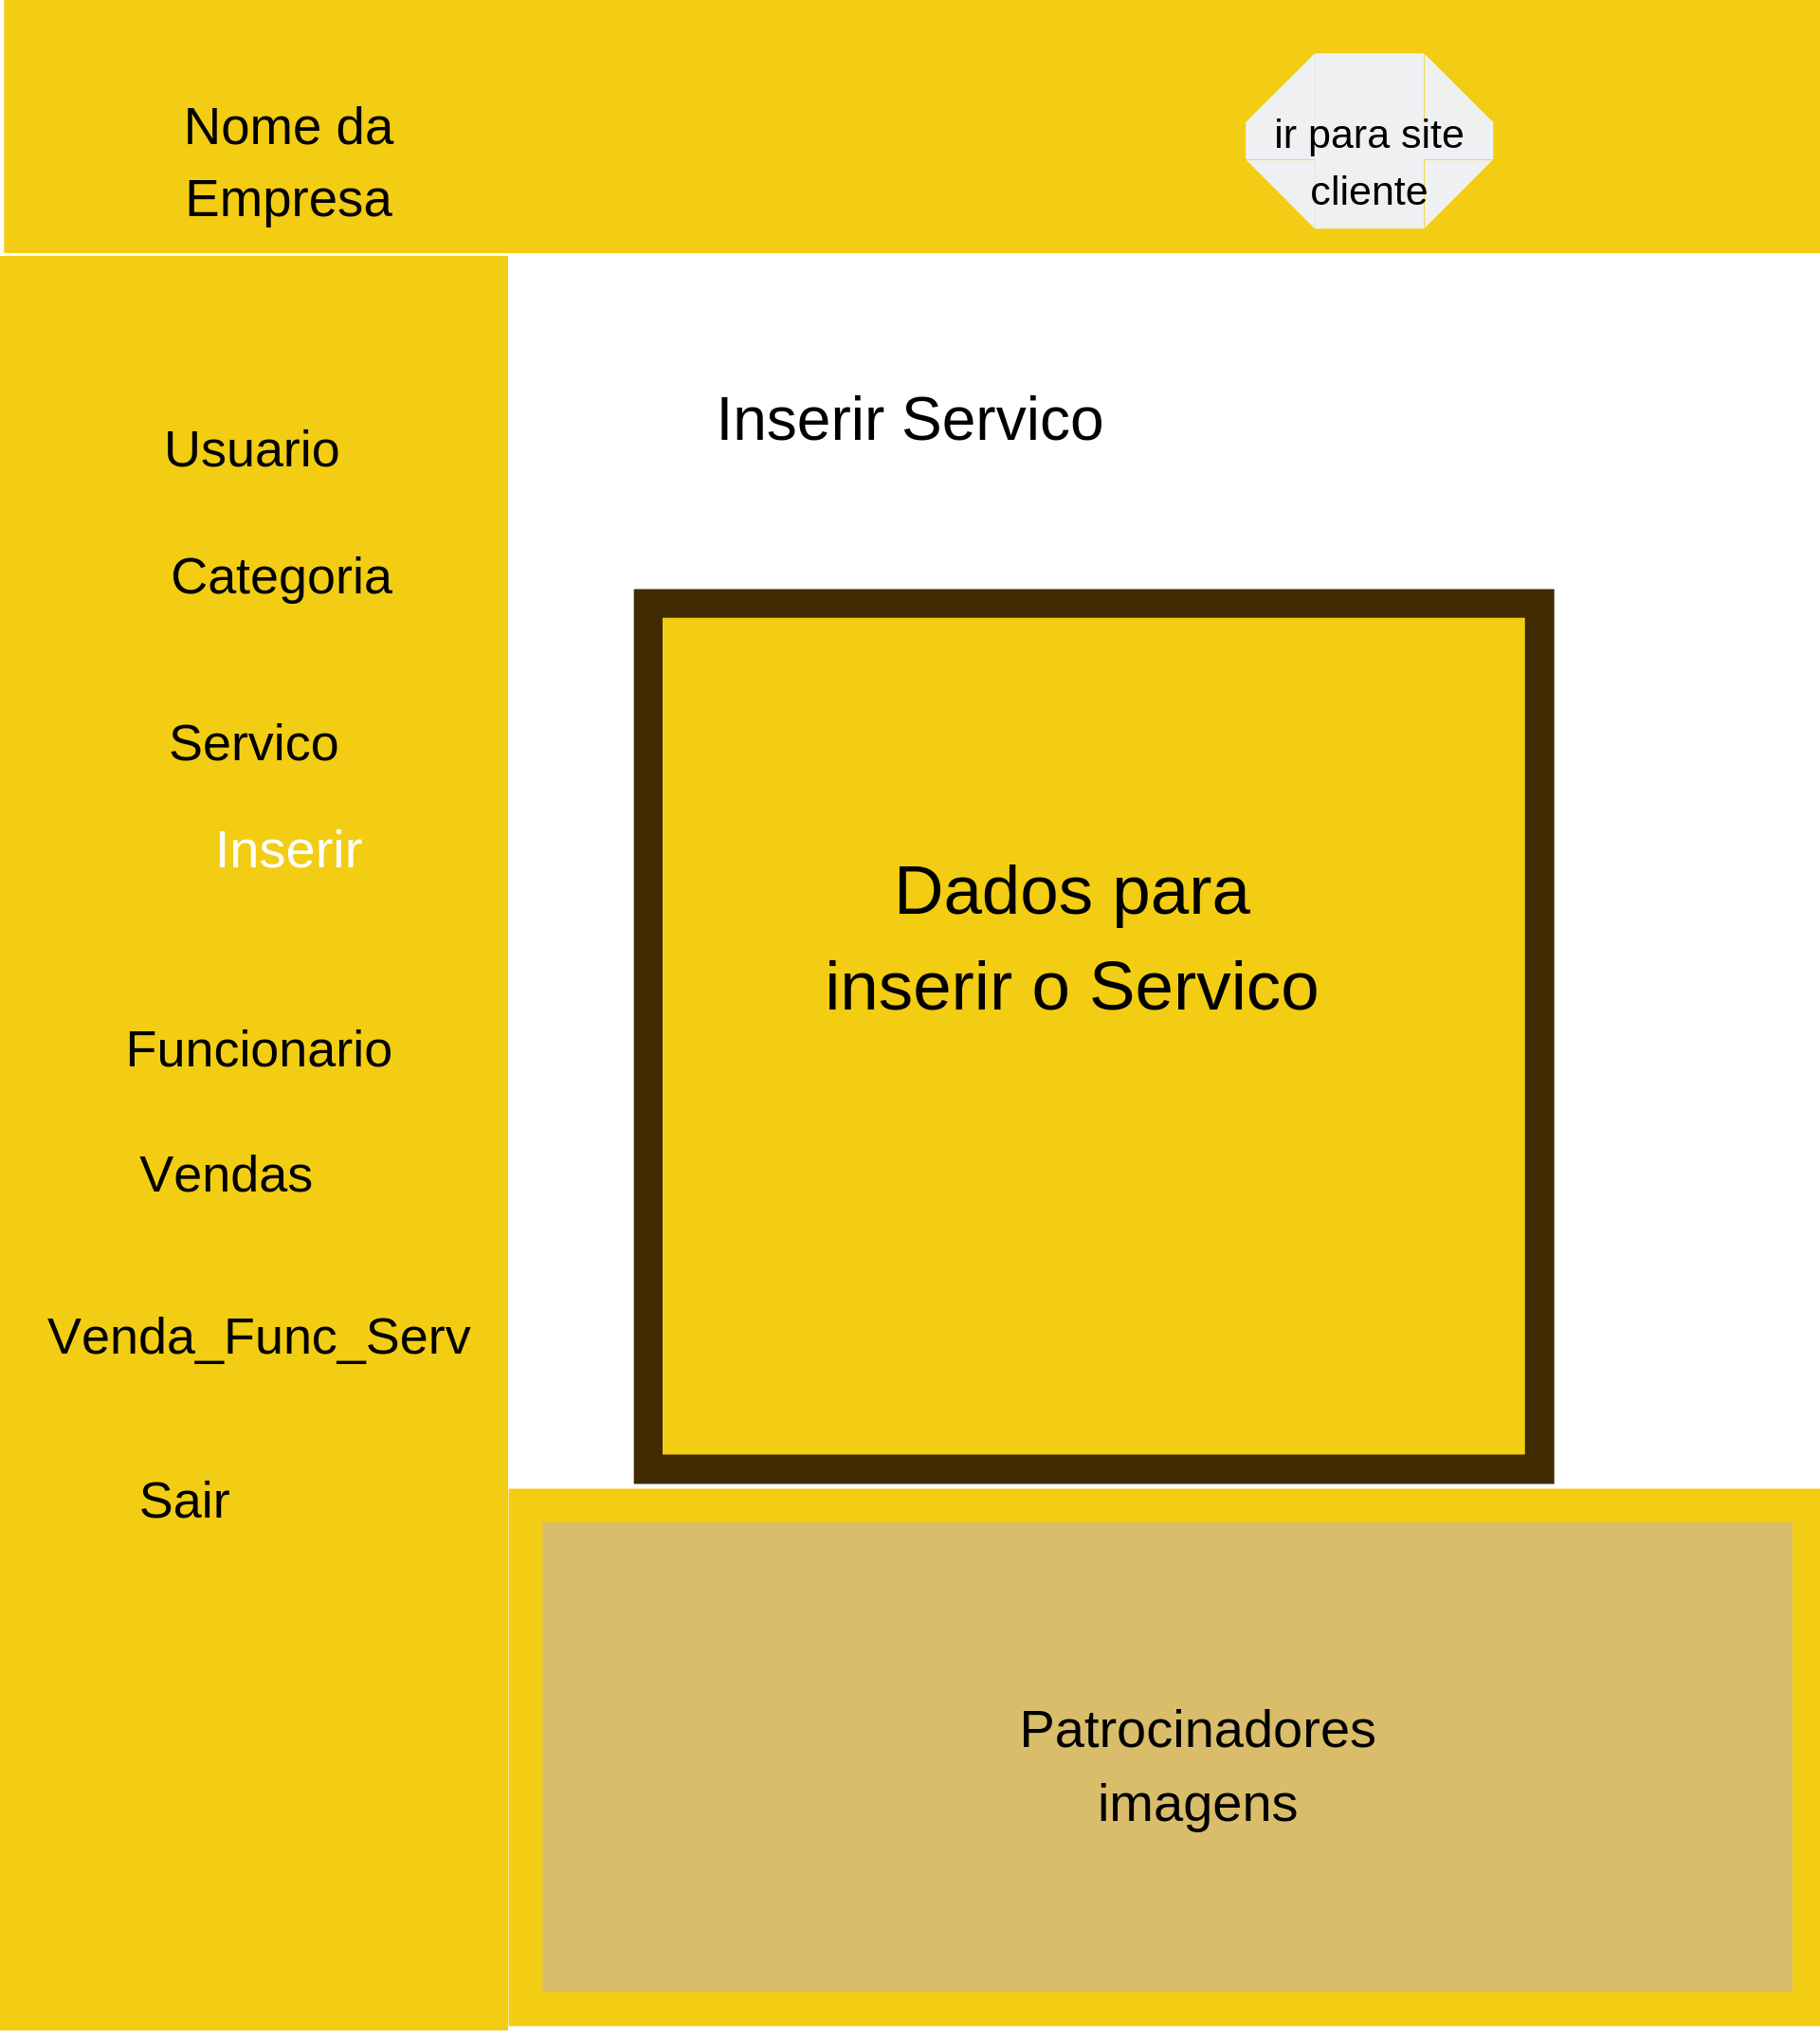 Nome da
Empresa
ir para site
cliente
Usuario
Categoria
Servico
Inserir
Funcionario
Vendas
Venda_Func_Serv
Sair
Inserir Servico
Dados para
inserir o Servico
Patrocinadores
imagens